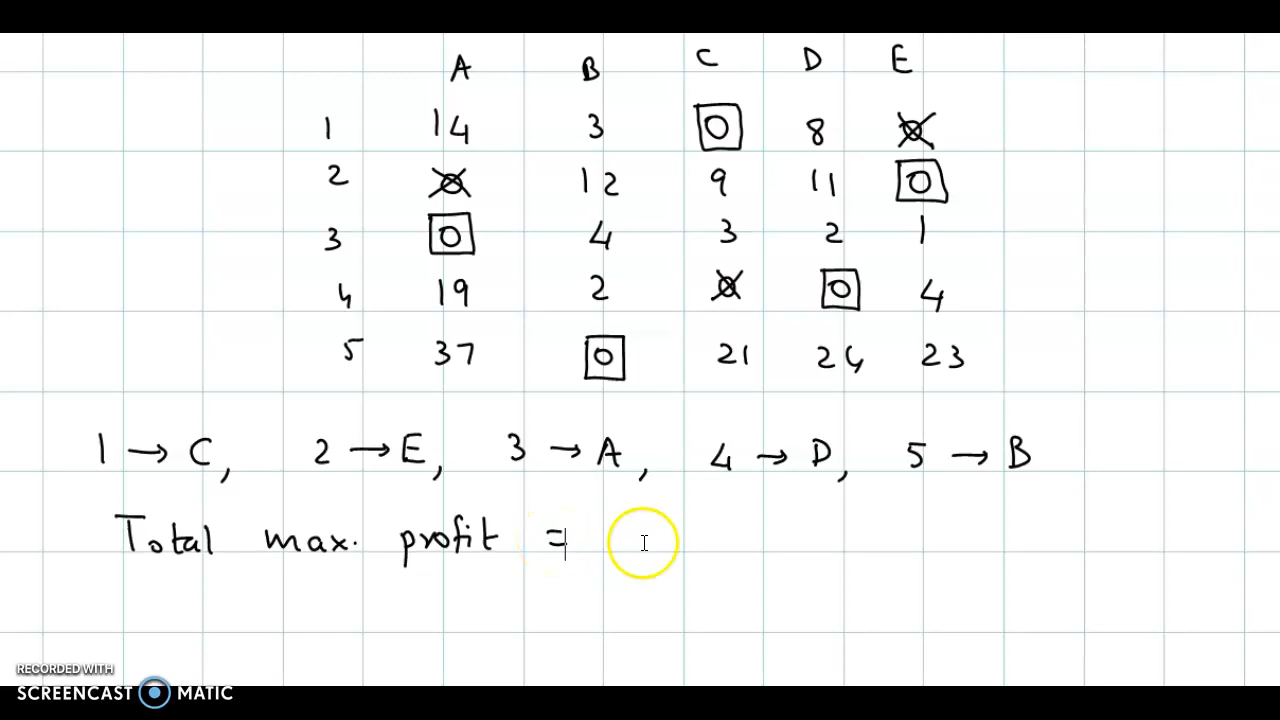 A B C D E
1 14 3 0 8 0
2 0 12 9 11 0
3 0 4 3 2 1
4 19 2 0 0 4
5 37 0 21 24 23
1 → C, 2 → E, 3 → A, 4 → D, 5 → B
Total max. profit =
RECORDED WITH
SCREENCAST MATIC